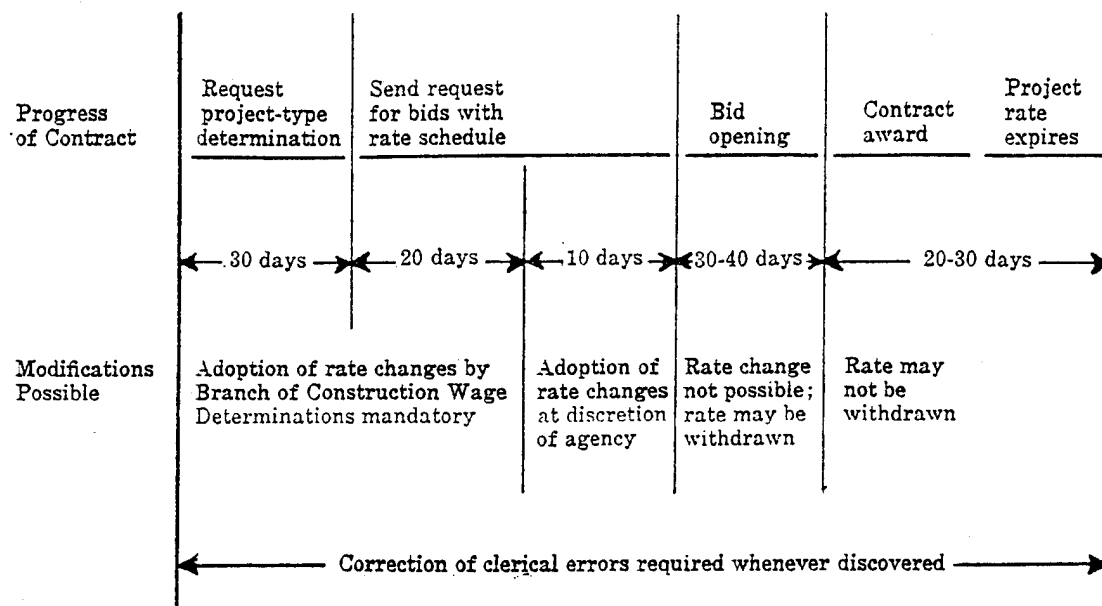 Progress
of Contract
Request
project-type
determination
Send request
for bids with
rate schedule
Bid
opening
Contract
award
Project
rate
expires
30 days
20 days
10 days
30-40 days
20-30 days
Modifications
Possible
Adoption of rate changes by
Branch of Construction Wage
Determinations mandatory
Adoption of
rate changes
at discretion
of agency
Rate change
not possible;
rate may be
withdrawn
Rate may
not be
withdrawn
Correction of clerical errors required whenever discovered